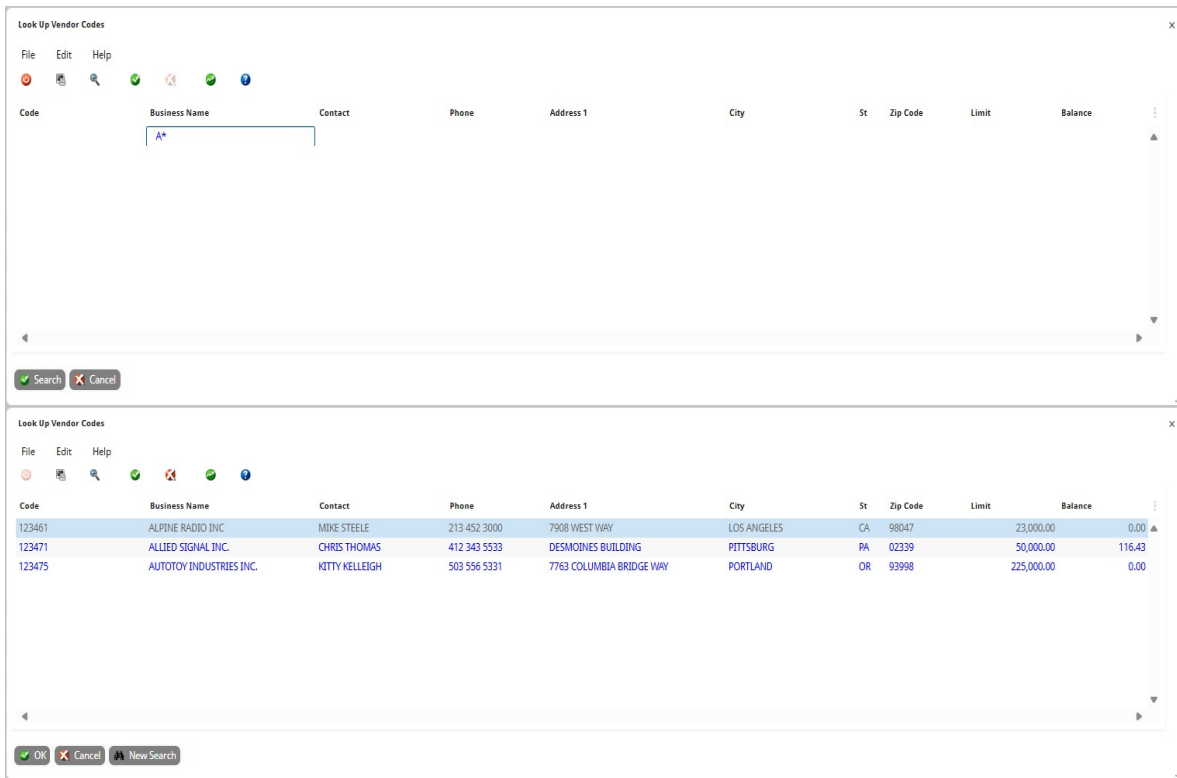 Look Up Vendor Codes x
File Edit Help
Code Business Name Contact Phone Address 1 City St Zip Code Limit Balance
A*
Search Cancel
Look Up Vendor Codes x
File Edit Help
Code Business Name Contact Phone Address 1 City St Zip Code Limit Balance
123461 ALPINE RADIO INC MIKE STEELE 213 452 3000 7908 WEST WAY LOS ANGELES CA 98047 23,000.00 0.00
123471 ALLIED SIGNAL INC. CHRIS THOMAS 412 343 5533 DESMOINES BUILDING PITTSBURG PA 02339 50,000.00 116.43
123475 AUTOTOY INDUSTRIES INC. KITTY KELLEIGH 503 556 5331 7763 COLUMBIA BRIDGE WAY PORTLAND OR 93998 225,000.00 0.00
OK Cancel New Search